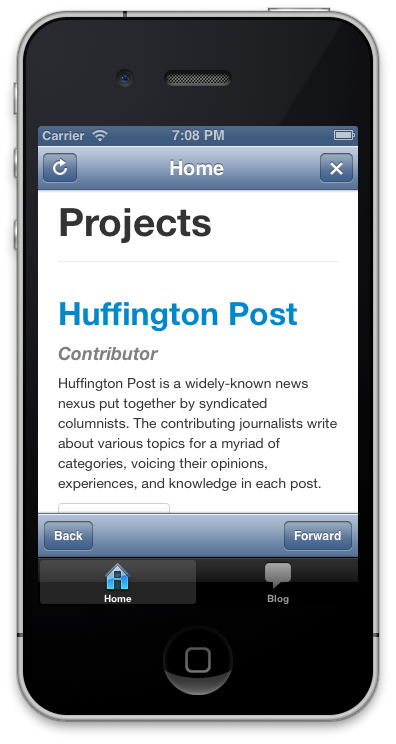 Carrier 7:08 PM
Home
Projects
Huffington Post
Contributor
Huffington Post is a widely-known news
nexus put together by syndicated
columnists. The contributing journalists write
about various topics for a myriad of
categories, voicing their opinions,
experiences, and knowledge in each post.
Back Forward
Home Blog